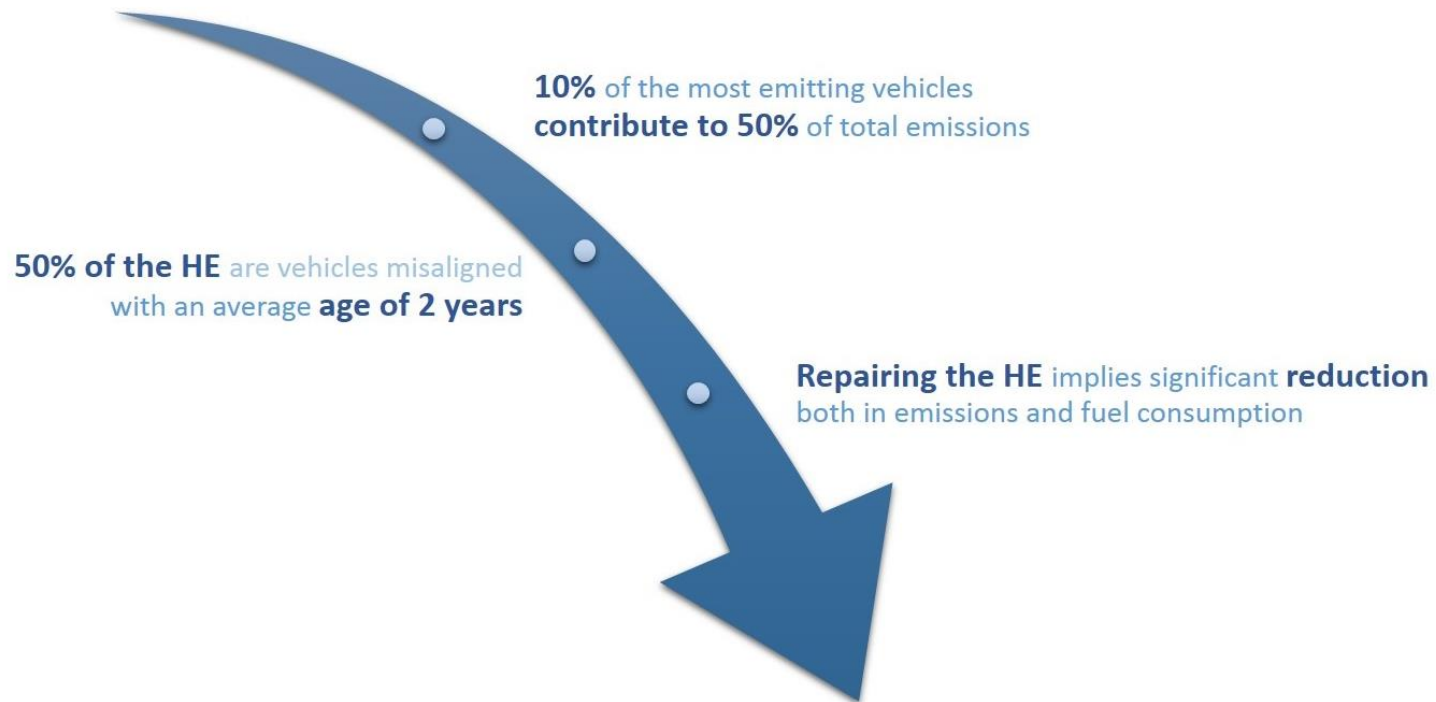 10% of the most emitting vehicles
contribute to 50% of total emissions
50% of the HE are vehicles misaligned
with an average age of 2 years
Repairing the HE implies significant reduction
both in emissions and fuel consumption